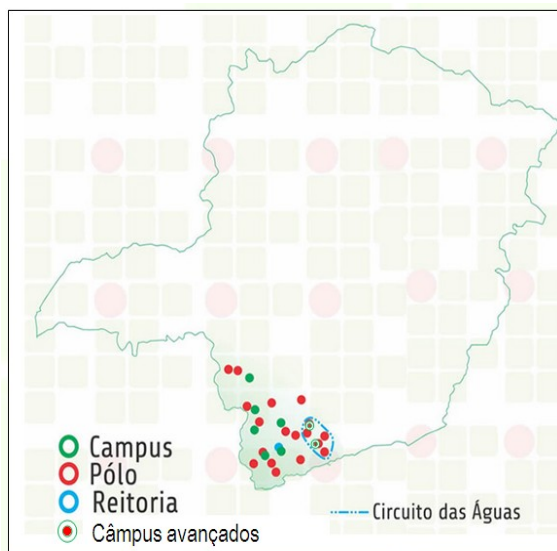 Campus
Pólo
Reitoria
Câmpus avançados
Circuito das Águas